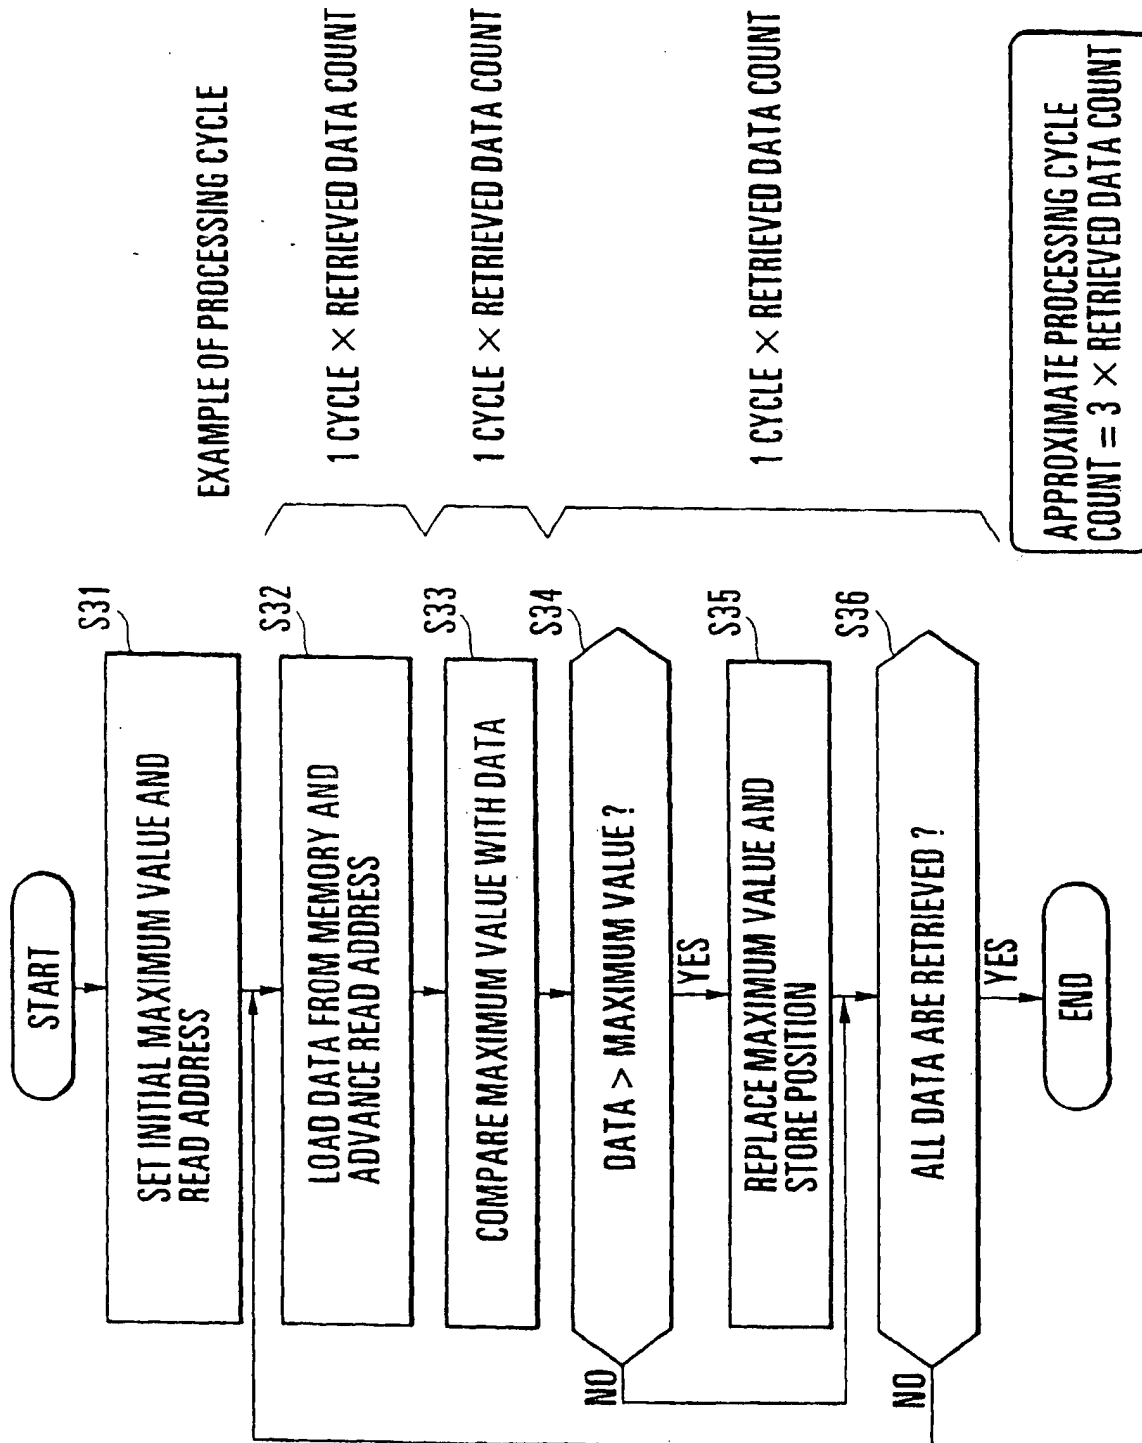 START
S31
SET INITIAL MAXIMUM VALUE AND
READ ADDRESS
EXAMPLE OF PROCESSING CYCLE
S32
LOAD DATA FROM MEMORY AND
ADVANCE READ ADDRESS
1 CYCLE × RETRIEVED DATA COUNT
S33
COMPARE MAXIMUM VALUE WITH DATA
1 CYCLE × RETRIEVED DATA COUNT
S34
DATA > MAXIMUM VALUE ?
NO
YES
S35
REPLACE MAXIMUM VALUE AND
STORE POSITION
1 CYCLE × RETRIEVED DATA COUNT
S36
ALL DATA ARE RETRIEVED ?
NO
YES
END
APPROXIMATE PROCESSING CYCLE
COUNT = 3 × RETRIEVED DATA COUNT